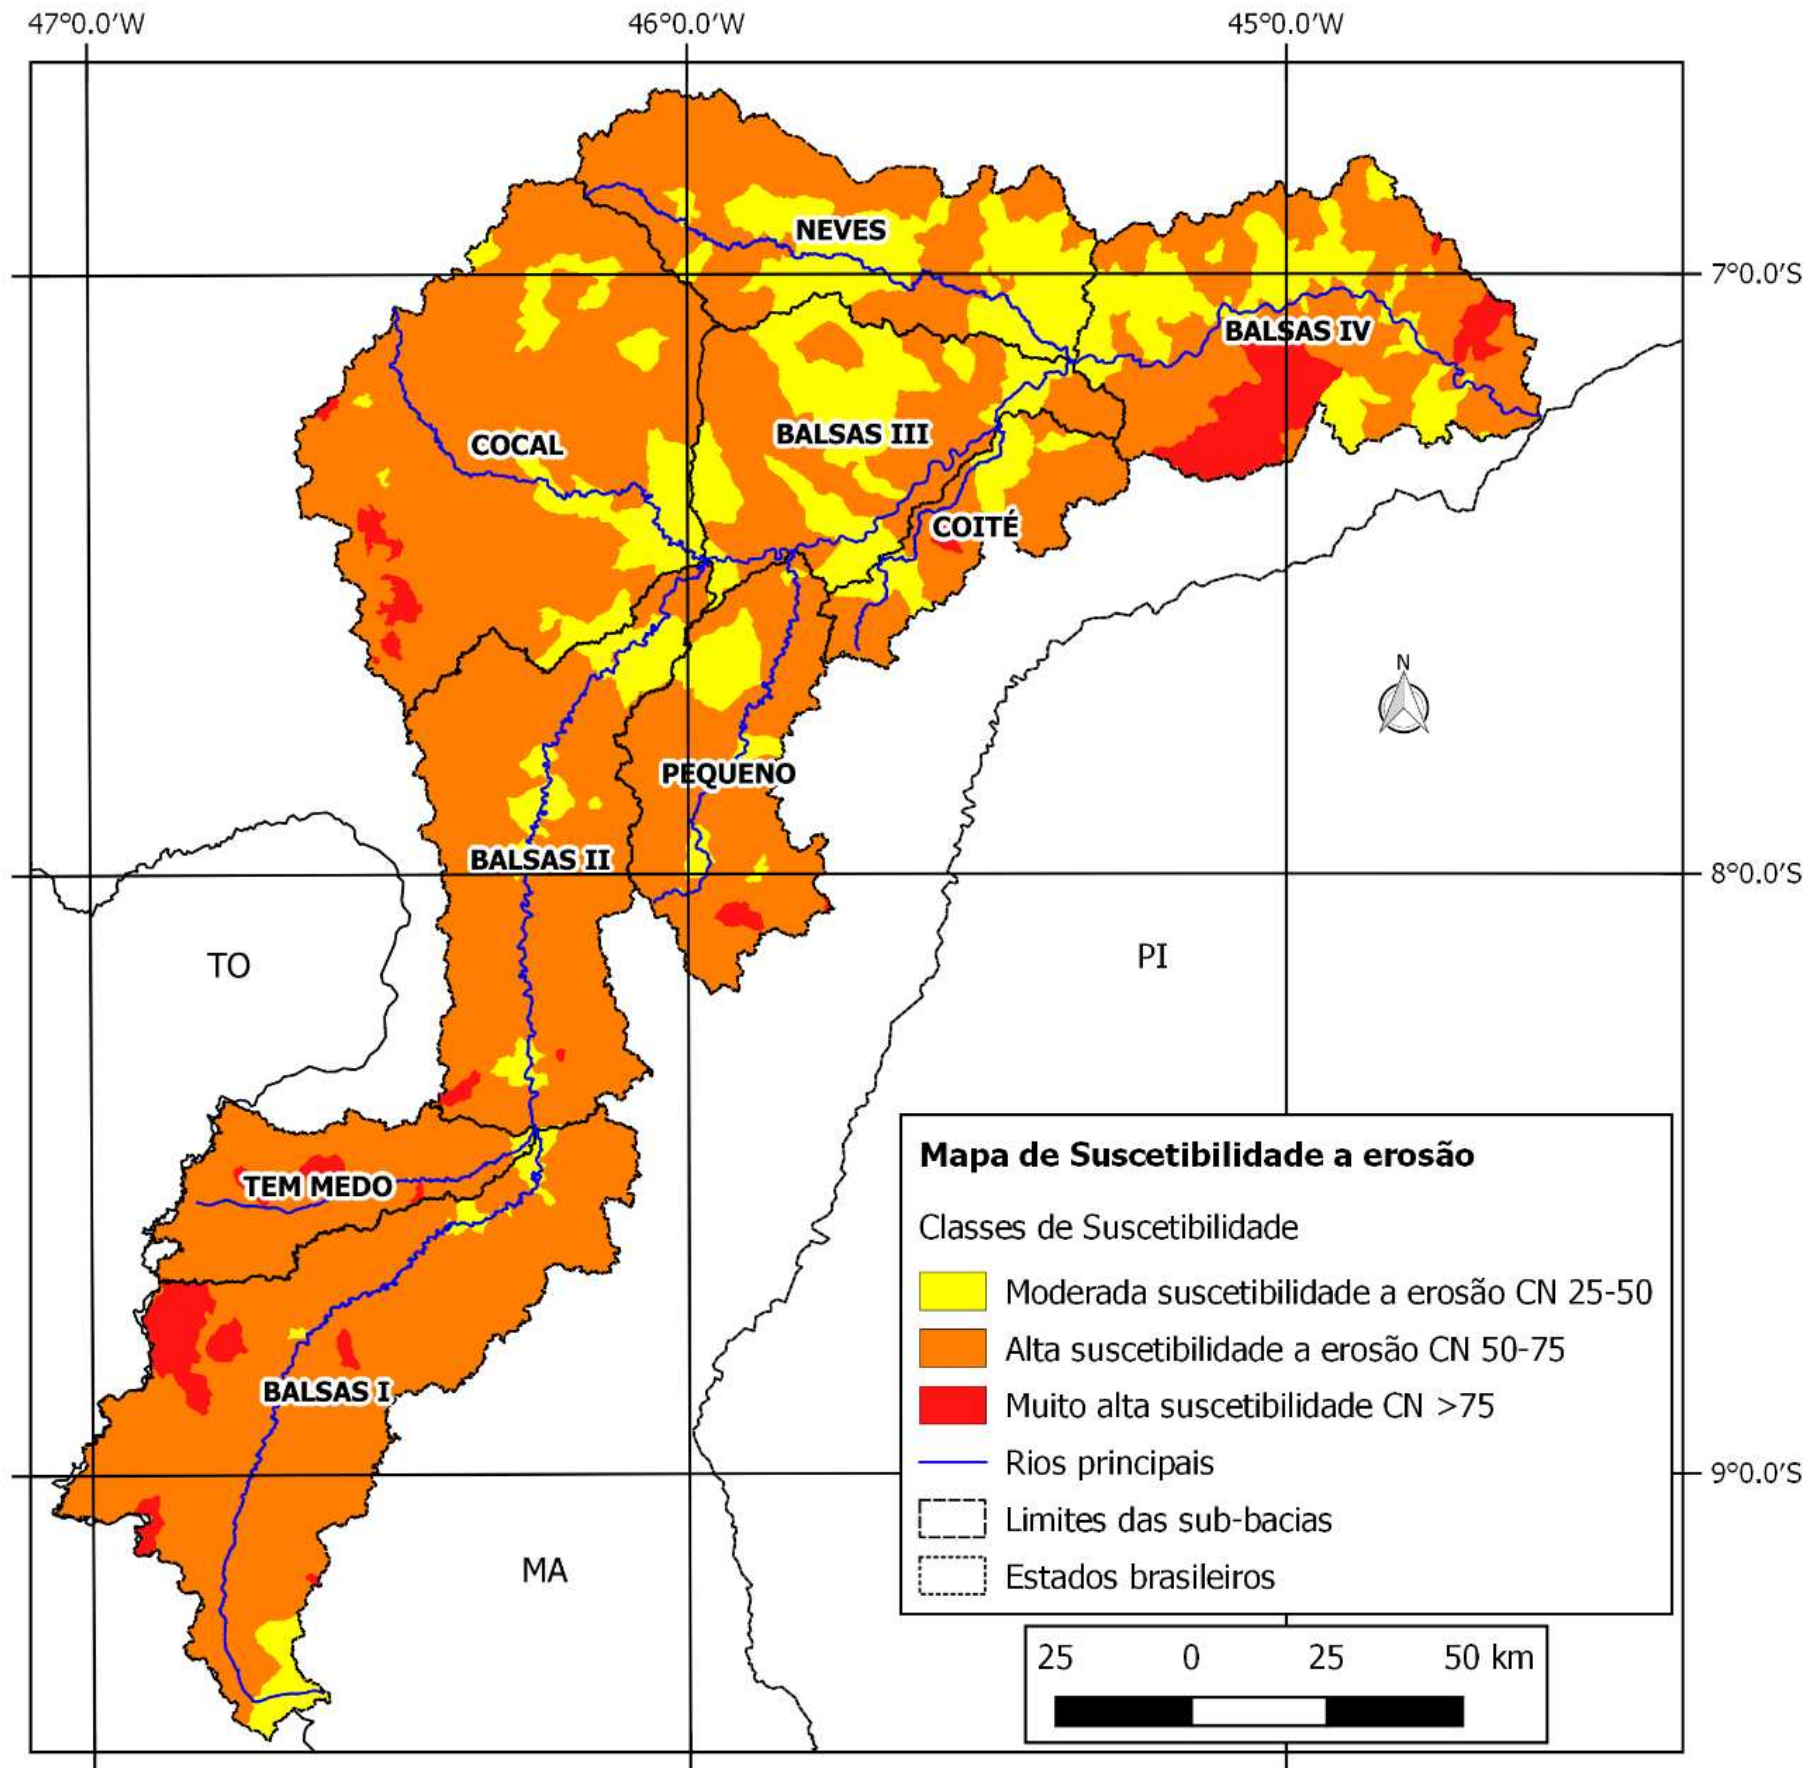 47°0.0'W
46°0.0'W
45°0.0'W
NEVES
7°0.0'S
BALSAS IV
BALSAS III
COCAL
COITÉ
N
PEQUENO
BALSAS II
8°0.0'S
TO
PI
TEM MEDO
BALSAS I
9°0.0'S
MA
Mapa de Suscetibilidade a erosão
Classes de Suscetibilidade
Moderada suscetibilidade a erosão CN 25-50
Alta suscetibilidade a erosão CN 50-75
Muito alta suscetibilidade CN >75
Rios principais
Limites das sub-bacias
Estados brasileiros
25 0 25 50 km